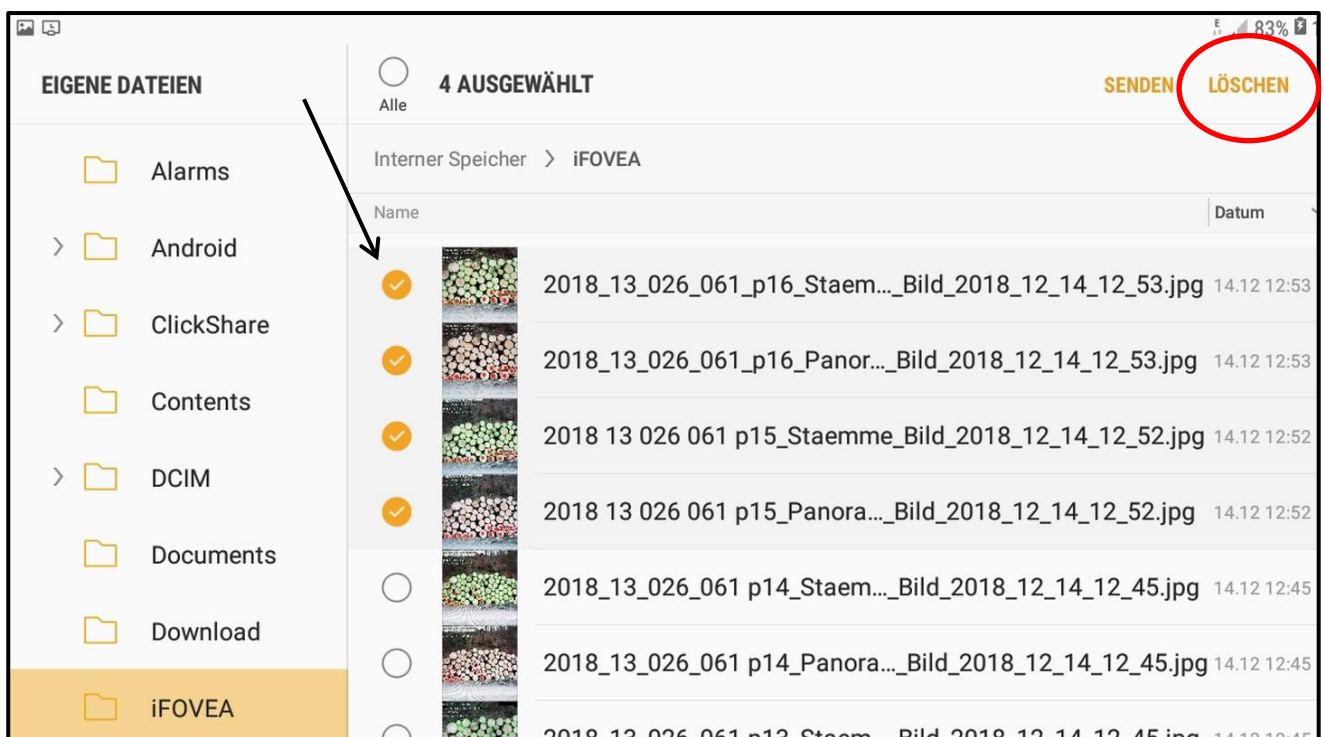 83%
EIGENE DATEIEN
Alle
4 AUSGEWÄHLT
SENDEN
LÖSCHEN
Alarms
Android
ClickShare
Contents
DCIM
Documents
Download
iFOVEA
Interner Speicher > iFOVEA
Name
Datum
2018_13_026_061_p16_Staem..._Bild_2018_12_14_12_53.jpg 14.12 12:53
2018_13_026_061_p16_Panor..._Bild_2018_12_14_12_53.jpg 14.12 12:53
2018 13 026 061 p15_Staemme_Bild_2018_12_14_12_52.jpg 14.12 12:52
2018 13 026 061 p15_Panora..._Bild_2018_12_14_12_52.jpg 14.12 12:52
2018_13_026_061 p14_Staem..._Bild_2018_12_14_12_45.jpg 14.12 12:45
2018_13_026_061 p14_Panora..._Bild_2018_12_14_12_45.jpg 14.12 12:45